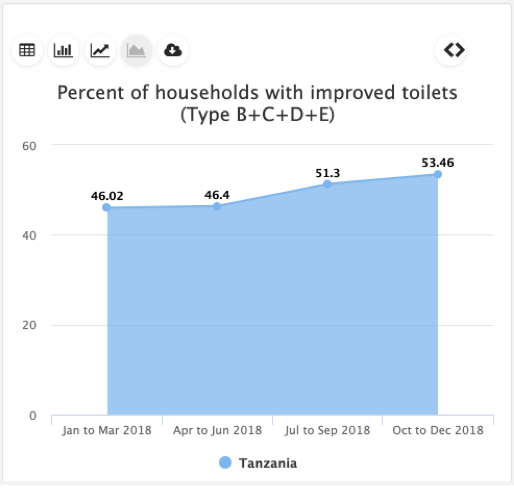 Percent of households with improved toilets
(Type B+C+D+E)
60
40
20
0
46.02
46.4
51.3
53.46
Jan to Mar 2018
Apr to Jun 2018
Jul to Sep 2018
Oct to Dec 2018
Tanzania